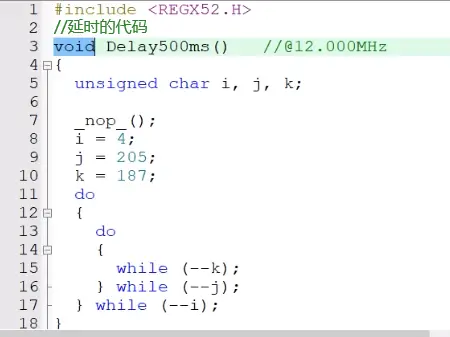 1 #include <REGX52.H>
2 //延时的代码
3 void Delay500ms() //@12.000MHz
4 {
5 unsigned char i, j, k;
6
7 _nop_();
8 i = 4;
9 j = 205;
10 k = 187;
11 do
12 {
13 do
14 {
15 while (--k);
16 } while (--j);
17 } while (--i);
18 }